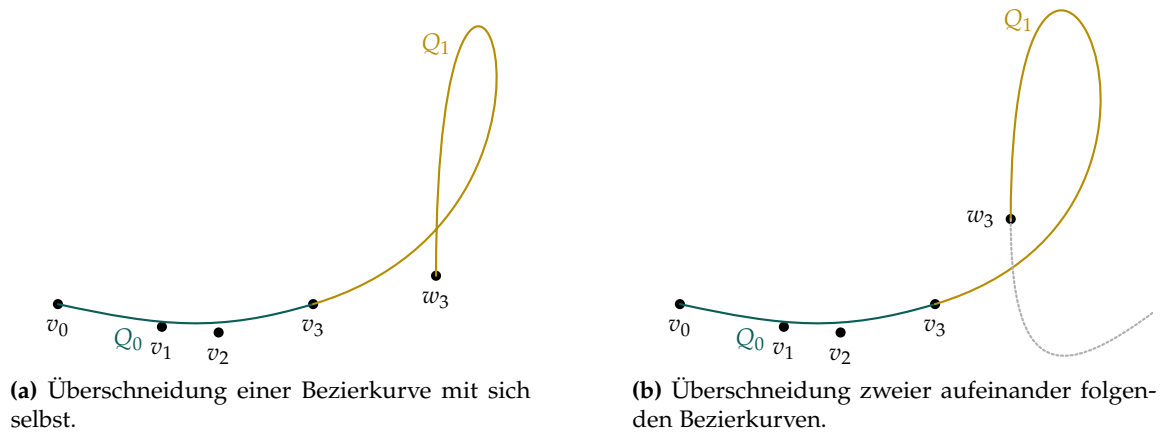 Q₁
w₃
v₀
Q₀
v₁
v₂
v₃
(a) Überschneidung einer Bezierkurve mit sich
selbst.
Q₁
w₃
v₀
Q₀
v₁
v₂
v₃
(b) Überschneidung zweier aufeinander folgen-
den Bezierkurven.